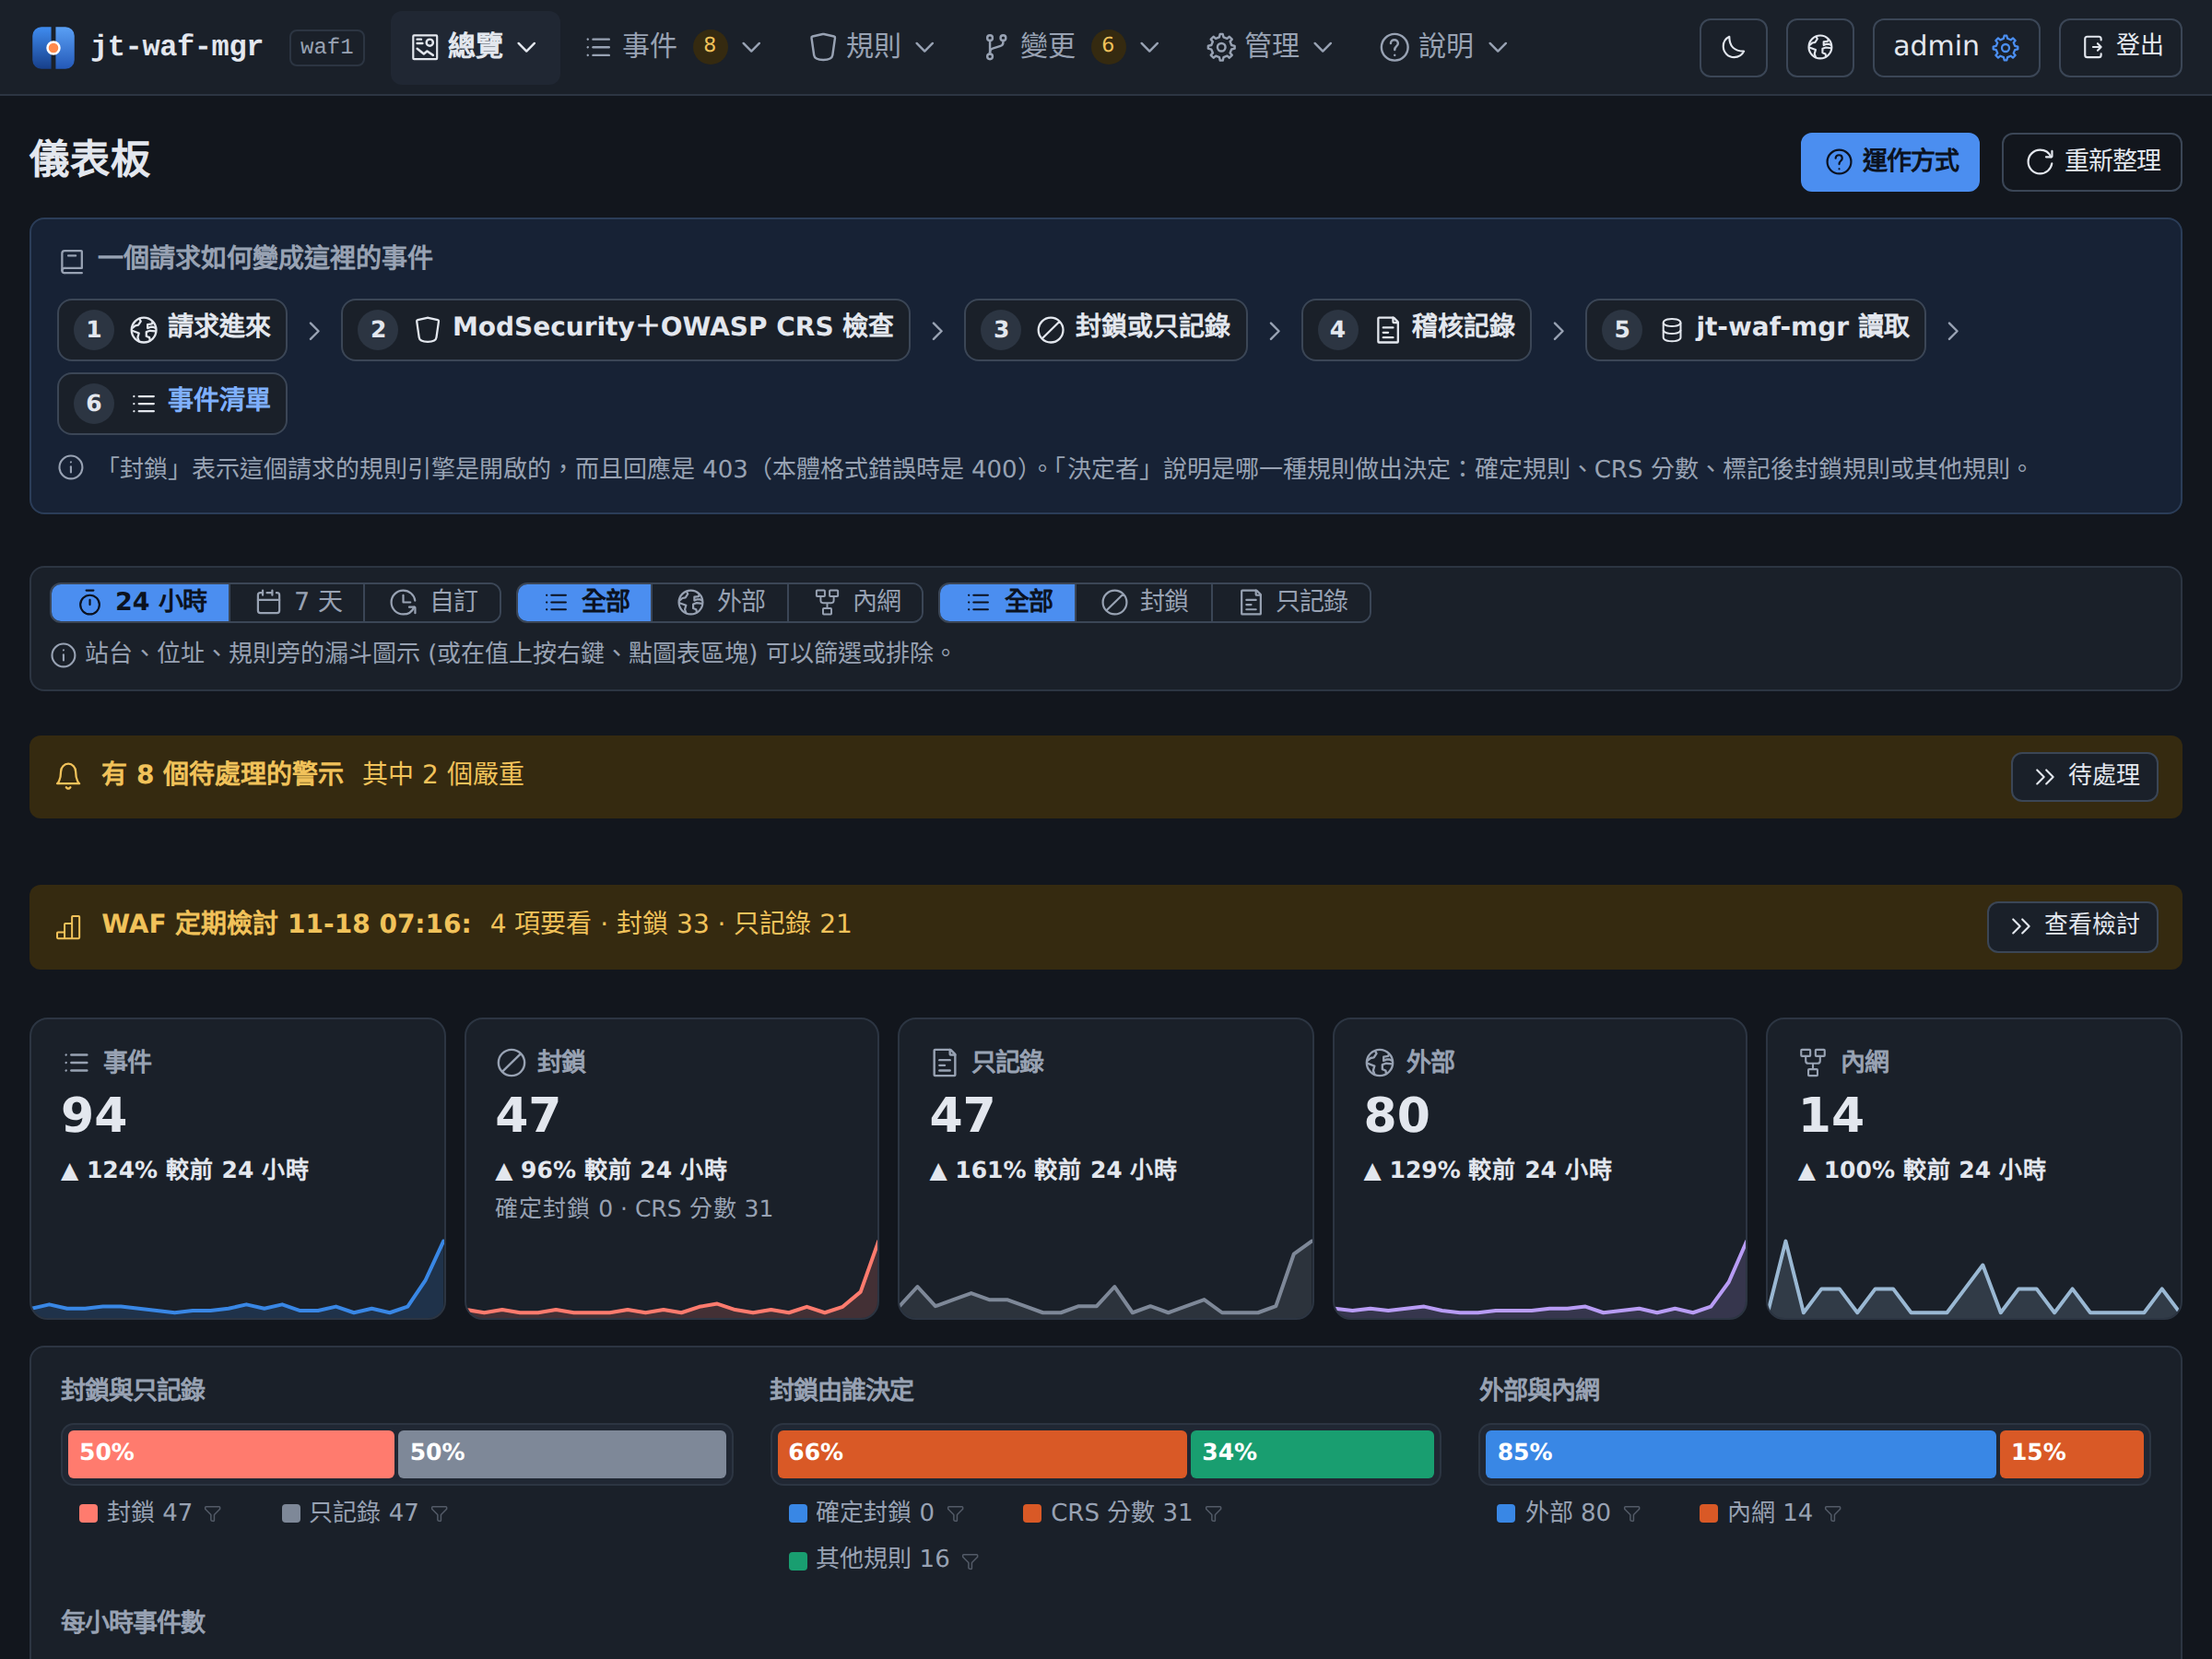 jt-waf-mgr waf1 總覽 事件 8 規則 變更 6 管理 說明 admin 登出
儀表板
運作方式 重新整理
一個請求如何變成這裡的事件
1 請求進來 2 ModSecurity＋OWASP CRS 檢查 3 封鎖或只記錄 4 稽核記錄 5 jt-waf-mgr 讀取
6 事件清單
「封鎖」表示這個請求的規則引擎是開啟的，而且回應是 403（本體格式錯誤時是 400）。「決定者」說明是哪一種規則做出決定：確定規則、CRS 分數、標記後封鎖規則或其他規則。
24 小時 7 天 自訂 全部 外部 內網 全部 封鎖 只記錄
站台、位址、規則旁的漏斗圖示 (或在值上按右鍵、點圖表區塊) 可以篩選或排除。
有 8 個待處理的警示 其中 2 個嚴重 待處理
WAF 定期檢討 11-18 07:16: 4 項要看 · 封鎖 33 · 只記錄 21 查看檢討
事件
94
▲ 124% 較前 24 小時
封鎖
47
▲ 96% 較前 24 小時
確定封鎖 0 · CRS 分數 31
只記錄
47
▲ 161% 較前 24 小時
外部
80
▲ 129% 較前 24 小時
內網
14
▲ 100% 較前 24 小時
封鎖與只記錄
50% 50%
封鎖 47 只記錄 47
封鎖由誰決定
66% 34%
確定封鎖 0 CRS 分數 31
其他規則 16
外部與內網
85% 15%
外部 80 內網 14
每小時事件數